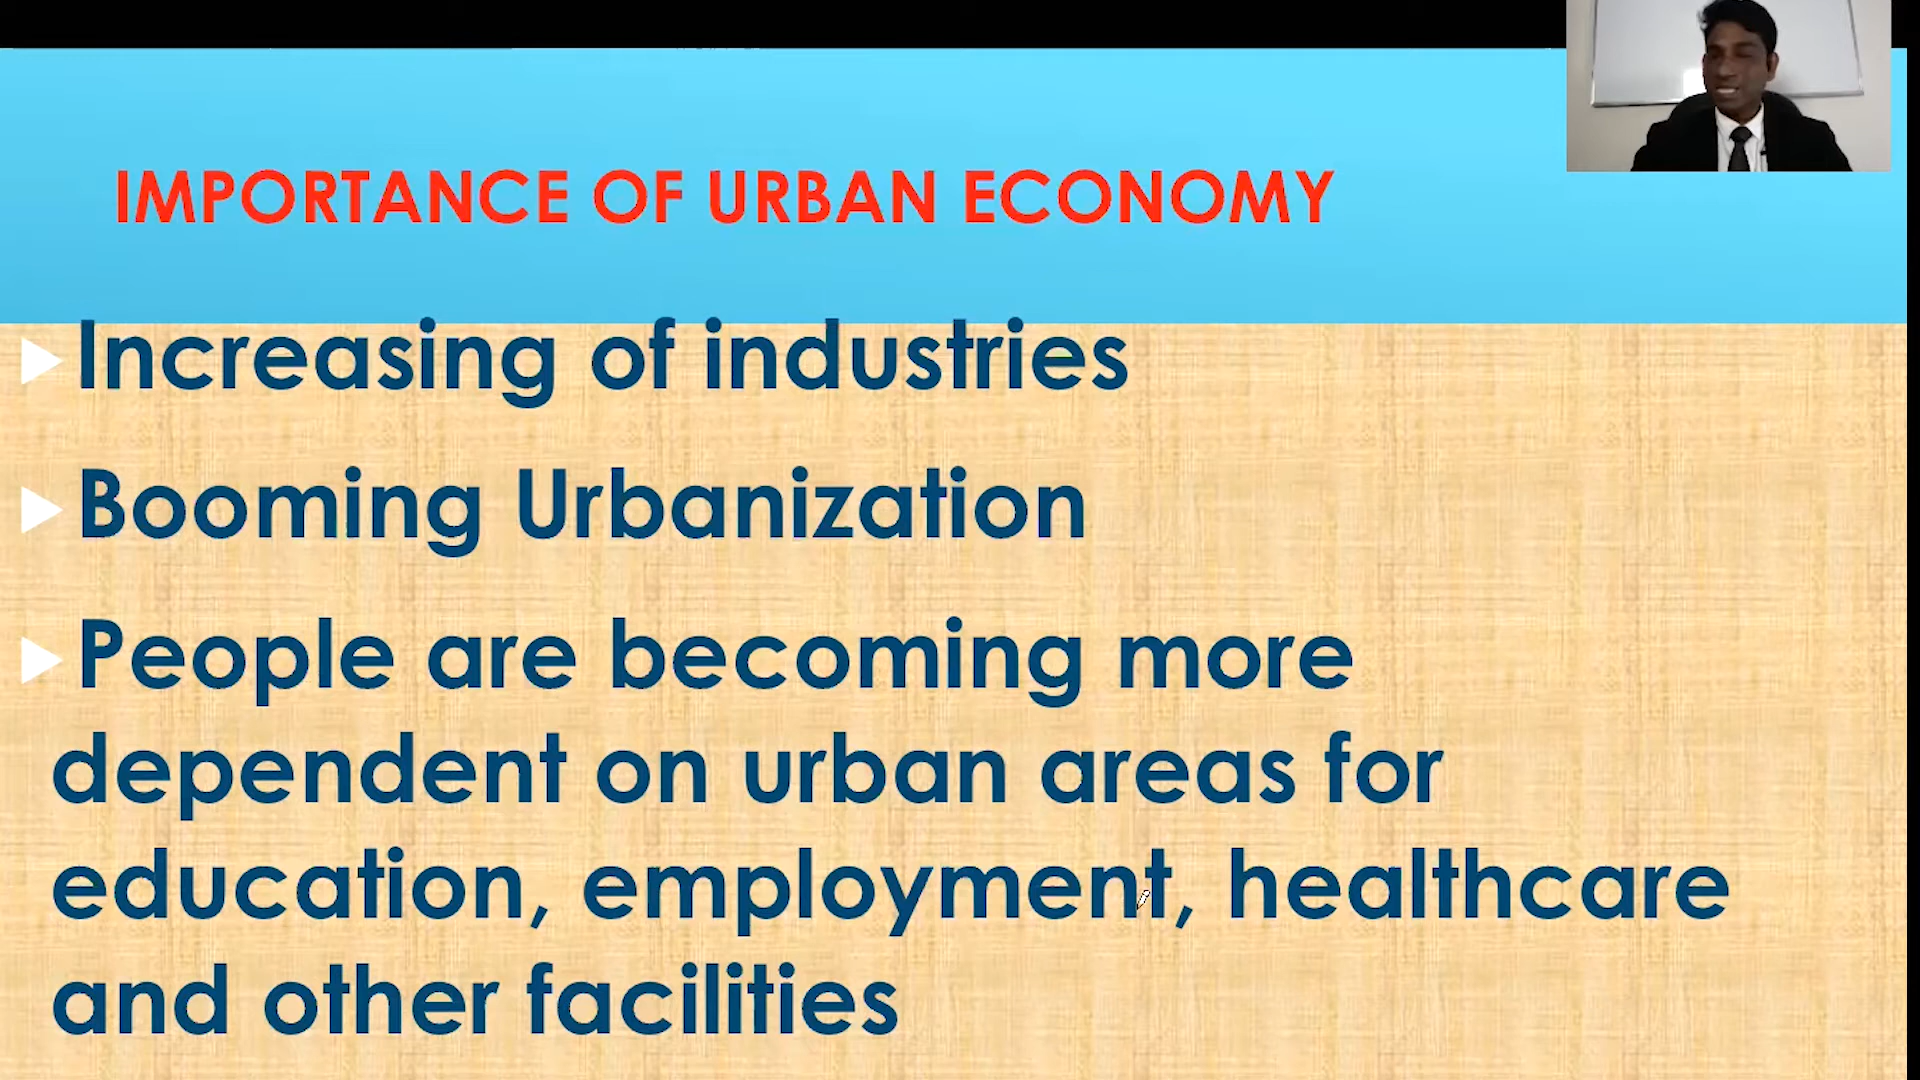 IMPORTANCE OF URBAN ECONOMY
Increasing of industries
Booming Urbanization
People are becoming more
dependent on urban areas for
education, employment, healthcare
and other facilities